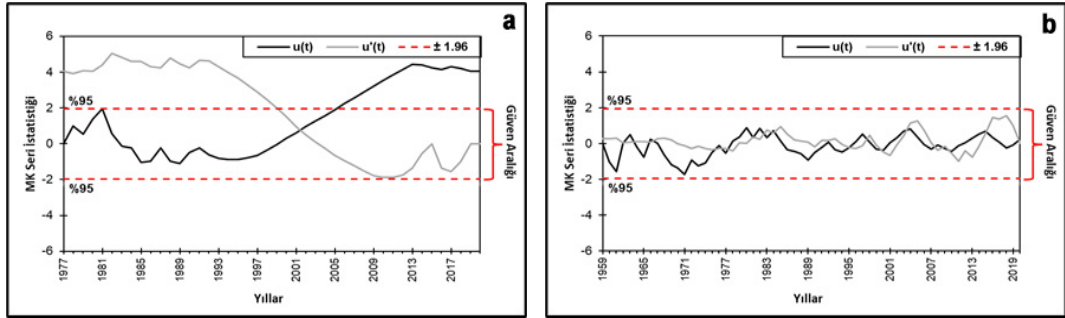 a
u(t) u'(t) ± 1.96
MK Seri İstatistiği
6
4
2
0
-2
-4
-6
%95
%95
Güven Aralığı
1977 1981 1985 1989 1993 1997 2001 2005 2009 2013 2017
Yıllar
b
u(t) u'(t) ± 1.96
MK Seri İstatistiği
6
4
2
0
-2
-4
-6
%95
%95
Güven Aralığı
1959 1965 1971 1977 1983 1989 1995 2001 2007 2013 2019
Yıllar